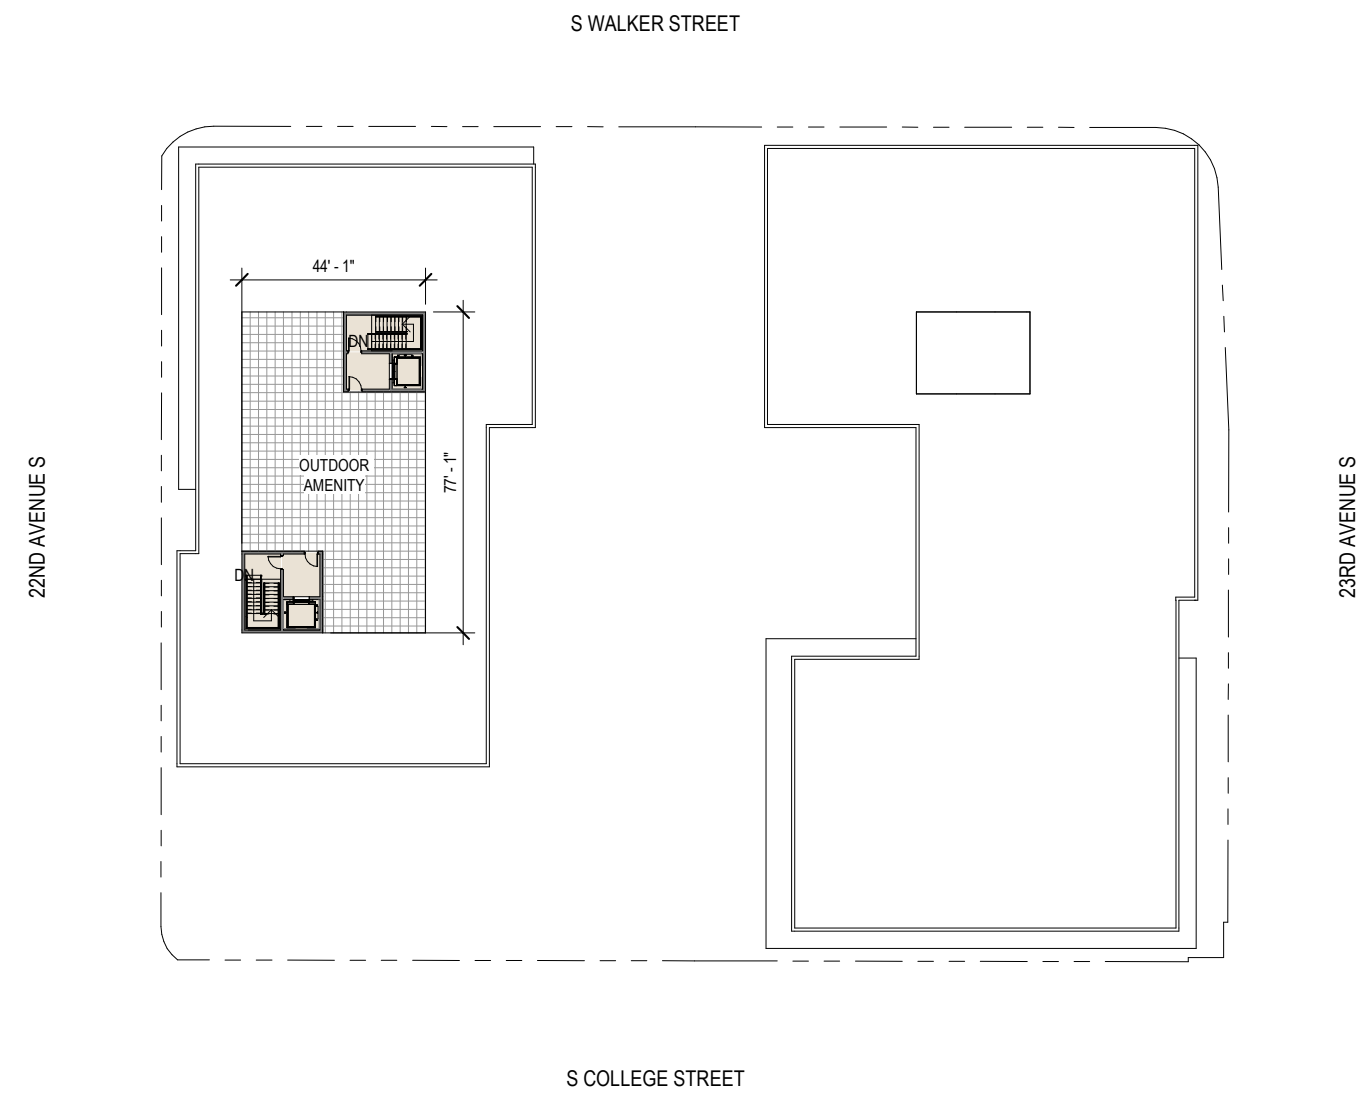 S WALKER STREET
44' - 1"
DN
22ND AVENUE S
OUTDOOR
AMENITY
77' - 1"
23RD AVENUE S
DN
S COLLEGE STREET